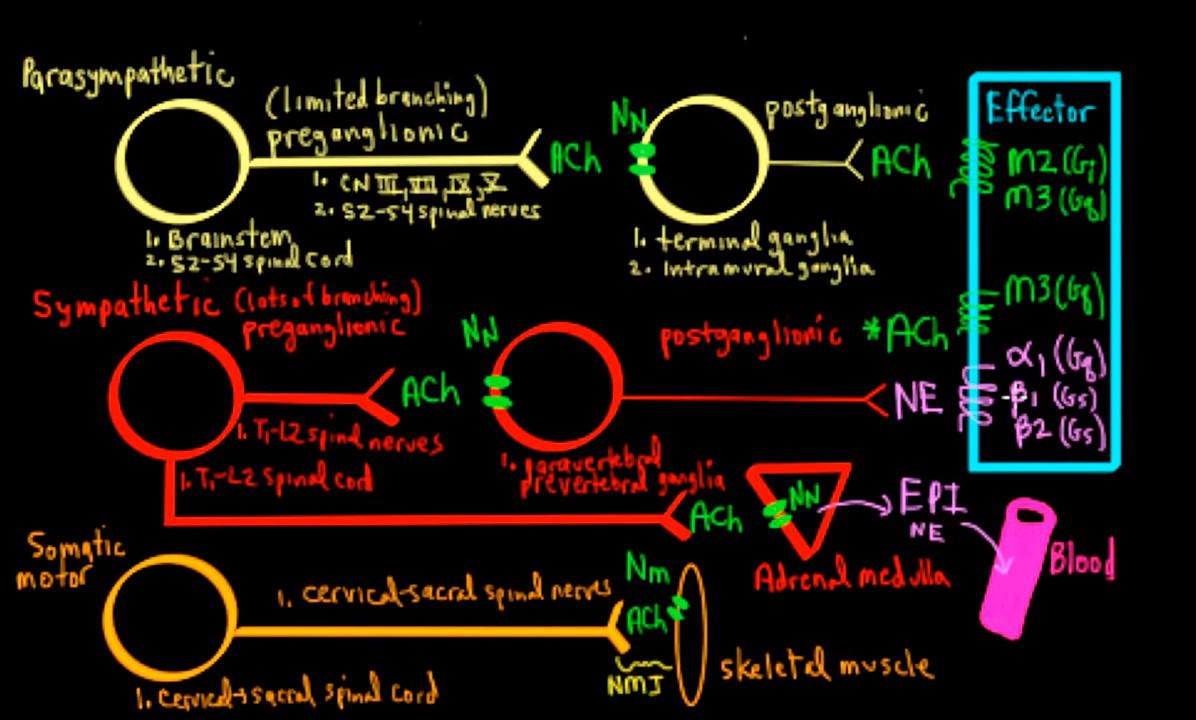 Parasympathetic
(limited branching)
preganglionic
1. CN III, VII, IX, X
2. S2-S4 spinal nerves
ACh
NN
postganglionic
ACh
1. Brainstem
2. S2-S4 spinal cord
1. terminal ganglia
2. Intramural ganglia
Effector
M2 (Gi)
M3 (Gq)
Sympathetic (lots of branching)
preganglionic
ACh
NN
postganglionic
*ACh
NE
M3 (Gq)
α1 (Gq)
β1 (Gs)
β2 (Gs)
1. T1-L2 spinal nerves
1. T1-L2 spinal cord
1. paravertebral
prevertebral ganglia
ACh
NN
EPI
NE
Adrenal medulla
Blood
Somatic
motor
1. cervical-sacral spinal nerves
Nm
ACh
NMJ
skeletal muscle
1. cervical→sacral spinal cord